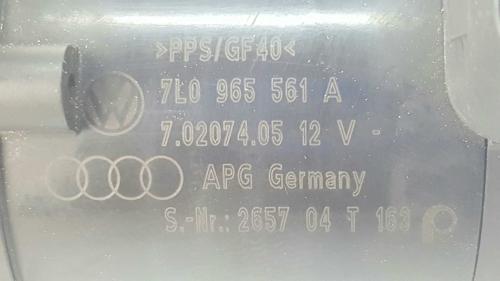 >PPS/GF40<
7L0 965 561 A
7.02074.05 12 V -
APG Germany
S.-Nr.: 2657 04 T 163